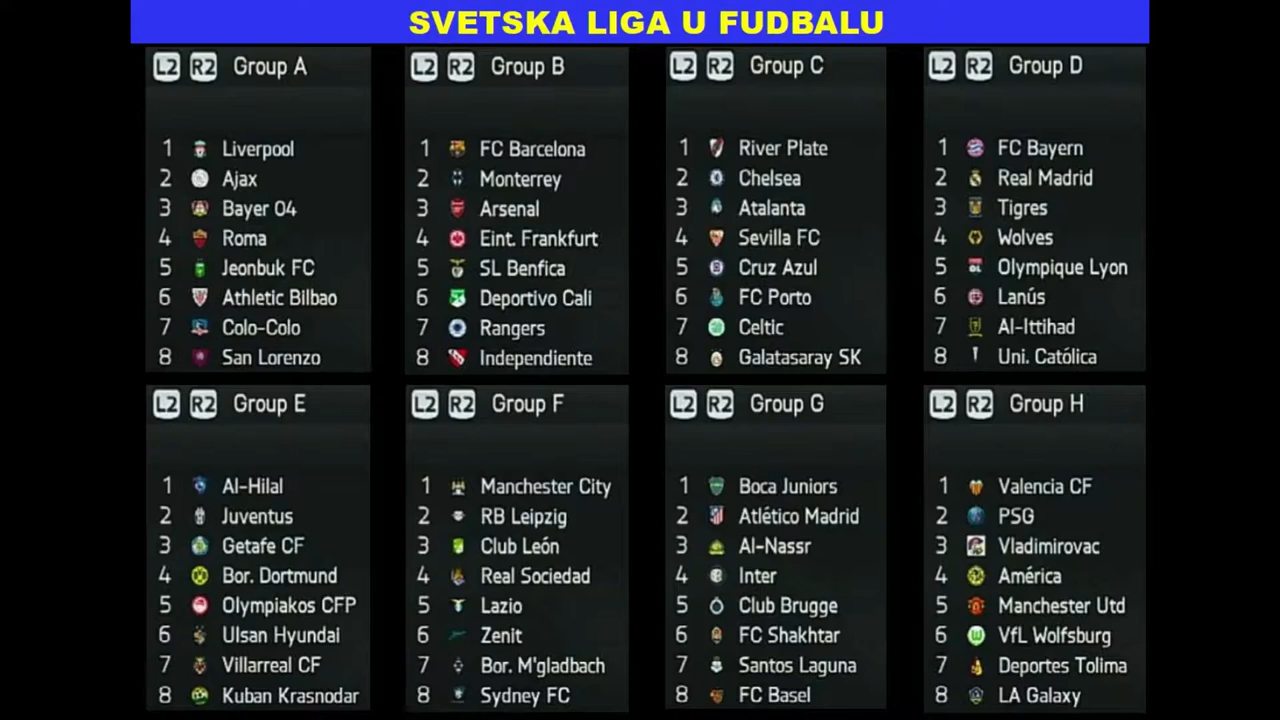 SVETSKA LIGA U FUDBALU
L2 R2 Group A
1 Liverpool
2 Ajax
3 Bayer 04
4 Roma
5 Jeonbuk FC
6 Athletic Bilbao
7 Colo-Colo
8 San Lorenzo
L2 R2 Group B
1 FC Barcelona
2 Monterrey
3 Arsenal
4 Eint. Frankfurt
5 SL Benfica
6 Deportivo Cali
7 Rangers
8 Independiente
L2 R2 Group C
1 River Plate
2 Chelsea
3 Atalanta
4 Sevilla FC
5 Cruz Azul
6 FC Porto
7 Celtic
8 Galatasaray SK
L2 R2 Group D
1 FC Bayern
2 Real Madrid
3 Tigres
4 Wolves
5 Olympique Lyon
6 Lanús
7 Al-Ittihad
8 Uni. Católica
L2 R2 Group E
1 Al-Hilal
2 Juventus
3 Getafe CF
4 Bor. Dortmund
5 Olympiakos CFP
6 Ulsan Hyundai
7 Villarreal CF
8 Kuban Krasnodar
L2 R2 Group F
1 Manchester City
2 RB Leipzig
3 Club León
4 Real Sociedad
5 Lazio
6 Zenit
7 Bor. M'gladbach
8 Sydney FC
L2 R2 Group G
1 Boca Juniors
2 Atlético Madrid
3 Al-Nassr
4 Inter
5 Club Brugge
6 FC Shakhtar
7 Santos Laguna
8 FC Basel
L2 R2 Group H
1 Valencia CF
2 PSG
3 Vladimirovac
4 América
5 Manchester Utd
6 VfL Wolfsburg
7 Deportes Tolima
8 LA Galaxy